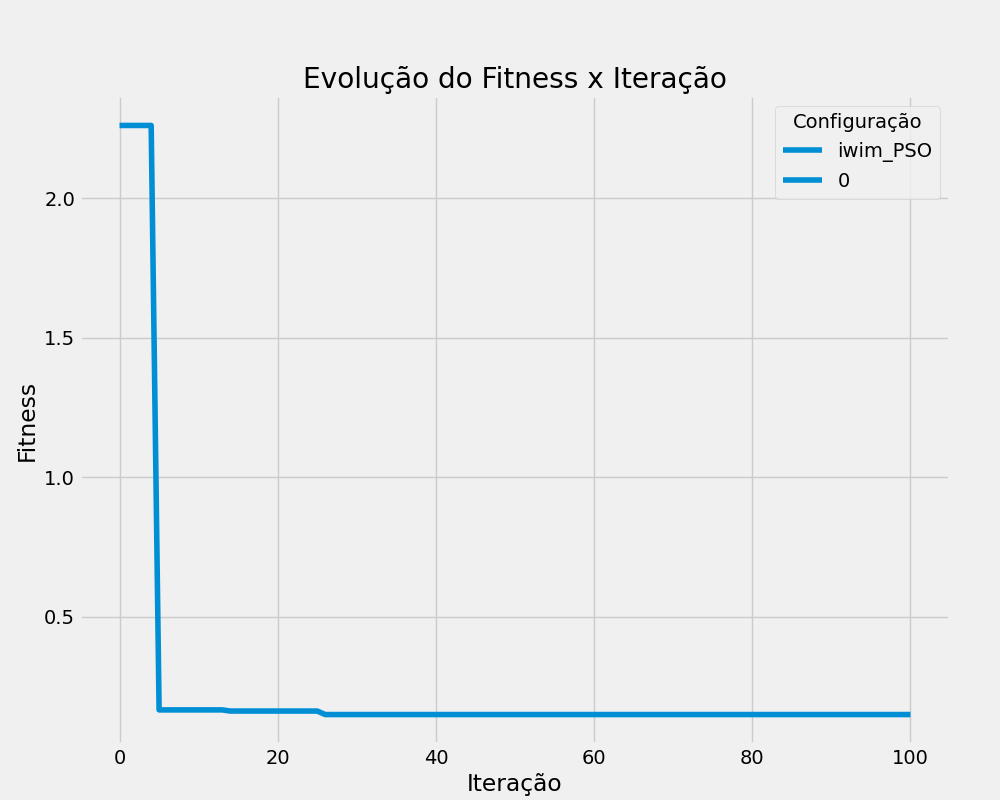 Evolução do Fitness x Iteração
Configuração
iwim_PSO
0
2.0
1.5
1.0
0.5
Fitness
0 20 40 60 80 100
Iteração